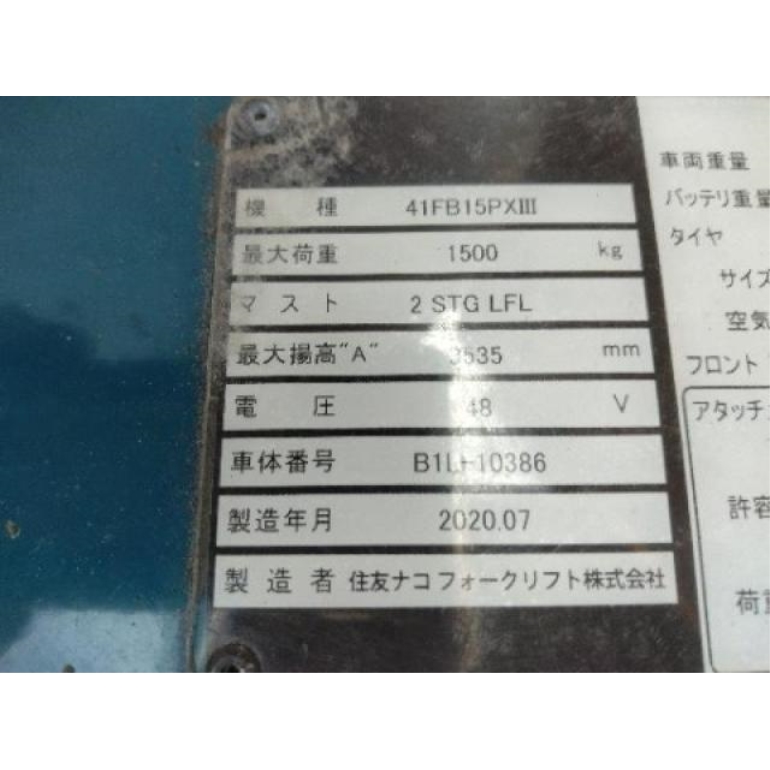 機種 41FB15PXIII
最大荷重 1500 kg
マスト 2 STG LFL
最大揚高"A" 3535 mm
電圧 48 V
車体番号
製造年月 2020.07
製造者 住友ナコ フォークリフト株式会社
車両重量
バッテリ重量
タイヤ
サイズ
空気
フロント
アタッチ
許容
荷重